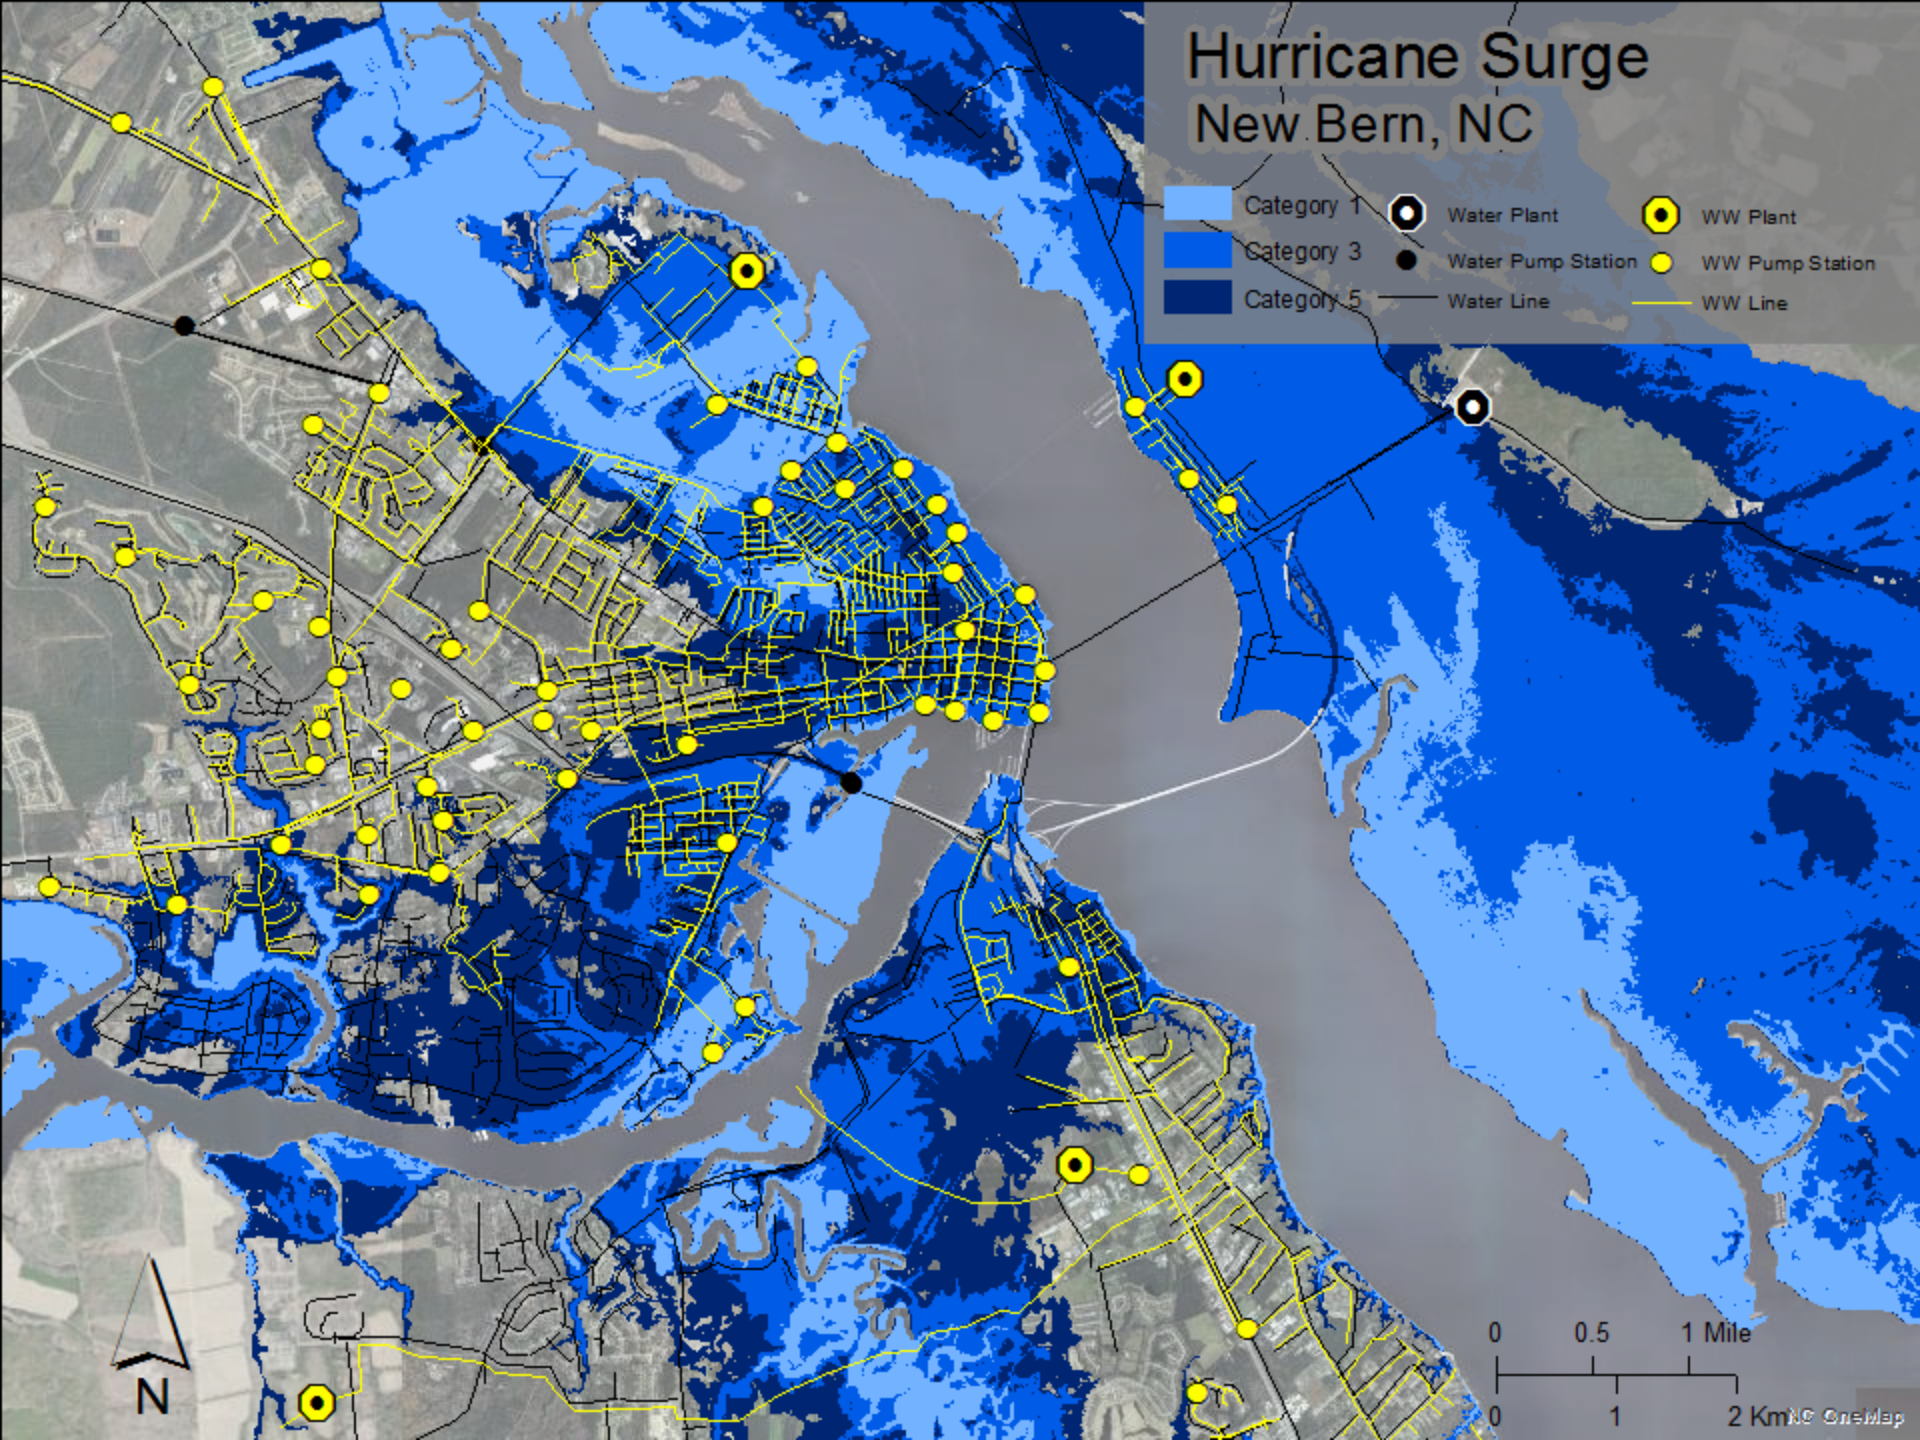 Hurricane Surge
New Bern, NC
Category 1
Water Plant
WW Plant
Category 3
Water Pump Station
WW Pump Station
Category 5
Water Line
WW Line
0 0.5 1 Mile
0 1 2 Km
NC OneMap
N